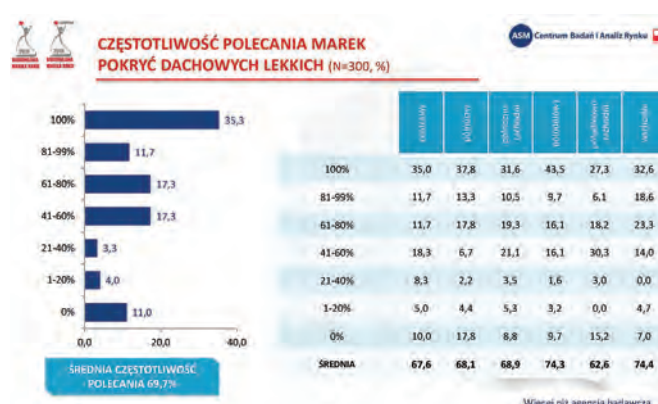 ASM Centrum Badań i Analiz Rynku
CZĘSTOTLIWOŚĆ POLECANIA MAREK
POKRYĆ DACHOWYCH LEKKICH (N=300, %)
100% 35,3
81-99% 11,7
61-80% 17,3
41-60% 17,3
21-40% 3,3
1-20% 4,0
0% 11,0
0,0 20,0 40,0
ŚREDNIA CZĘSTOTLIWOŚĆ
POLECANIA 69,7%
100% 35,0 37,8 31,6 43,5 27,3 32,6
81-99% 11,7 13,3 10,5 9,7 6,1 18,6
61-80% 11,7 17,8 19,3 16,1 18,2 23,3
41-60% 18,3 6,7 21,1 16,1 30,3 14,0
21-40% 8,3 2,2 3,5 1,6 3,0 0,0
1-20% 5,0 4,4 5,3 3,2 0,0 4,7
0% 10,0 17,8 8,8 9,7 15,2 7,0
ŚREDNIA 67,6 68,1 68,9 74,3 62,6 74,4
Więcej niż agencja badawcza